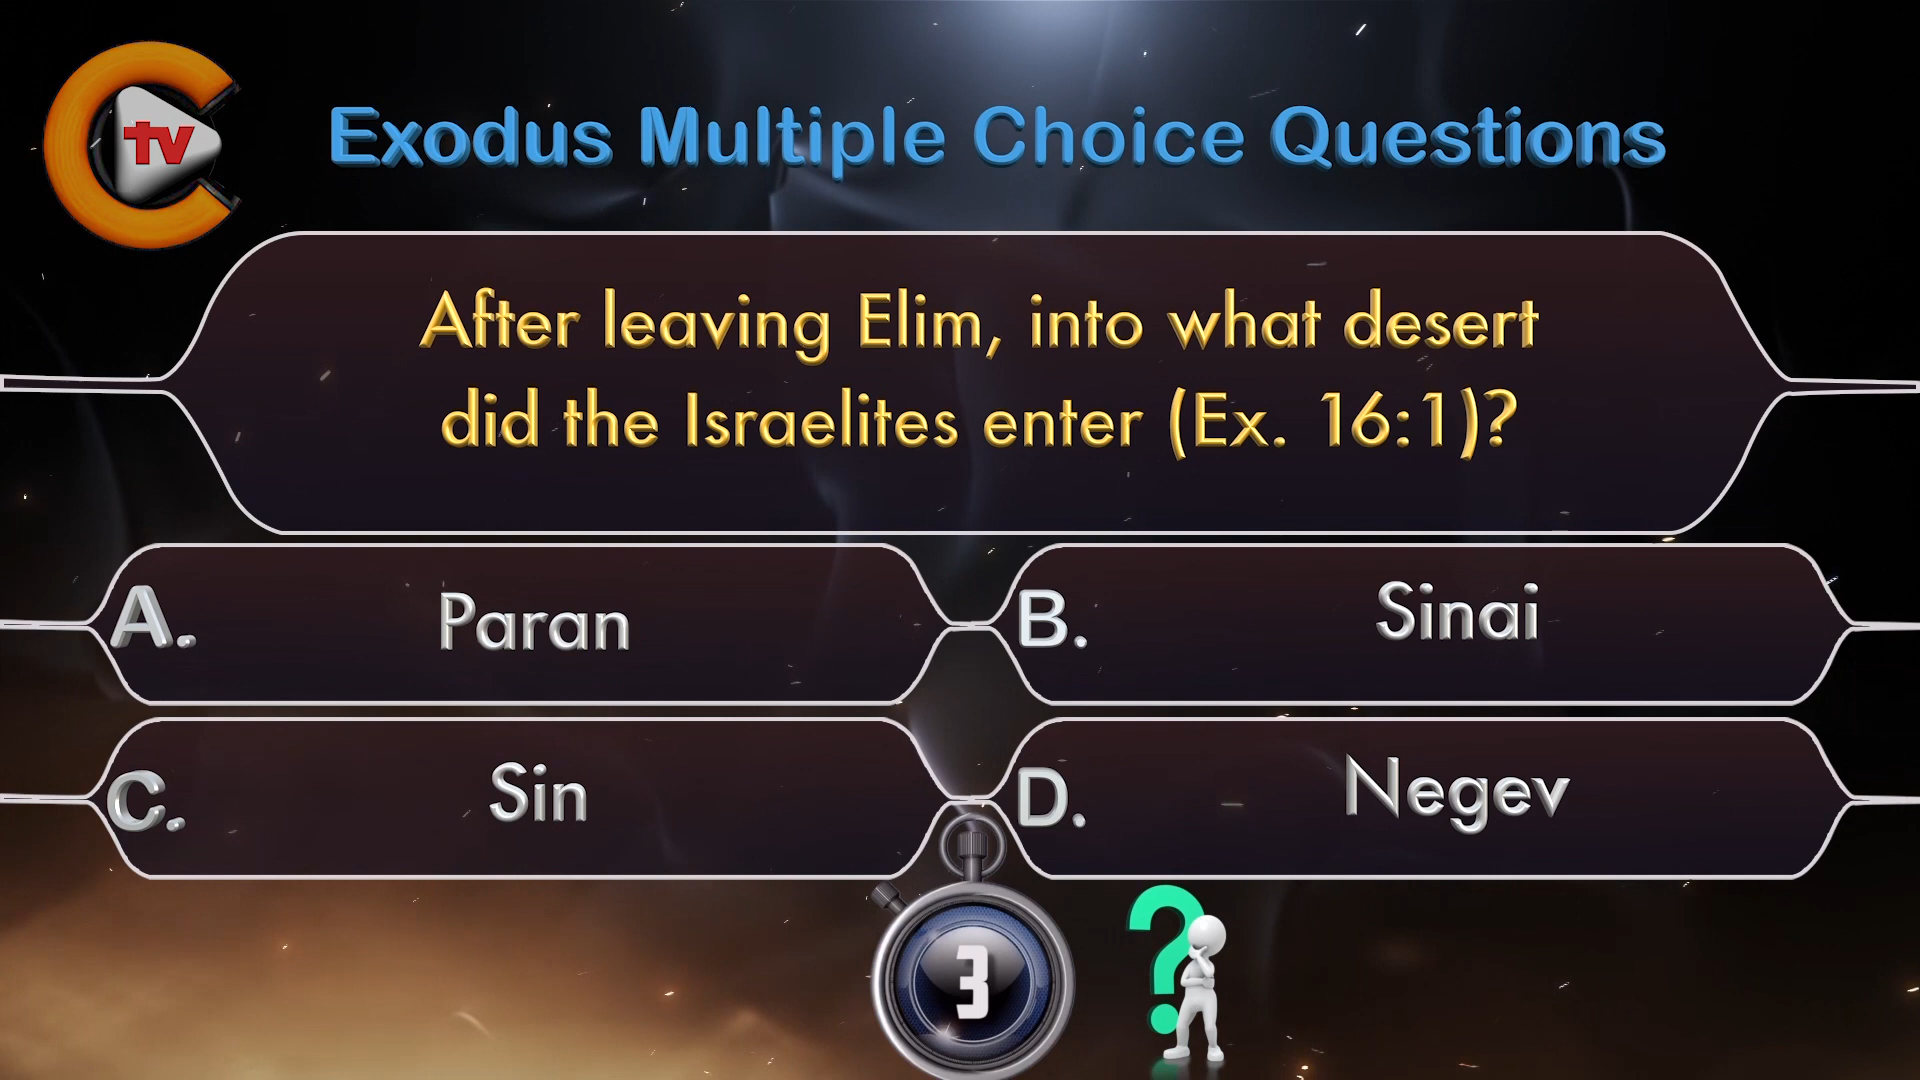 tv
Exodus Multiple Choice Questions
After leaving Elim, into what desert
did the Israelites enter (Ex. 16:1)?
A. Paran
B. Sinai
C. Sin
D. Negev
3
?